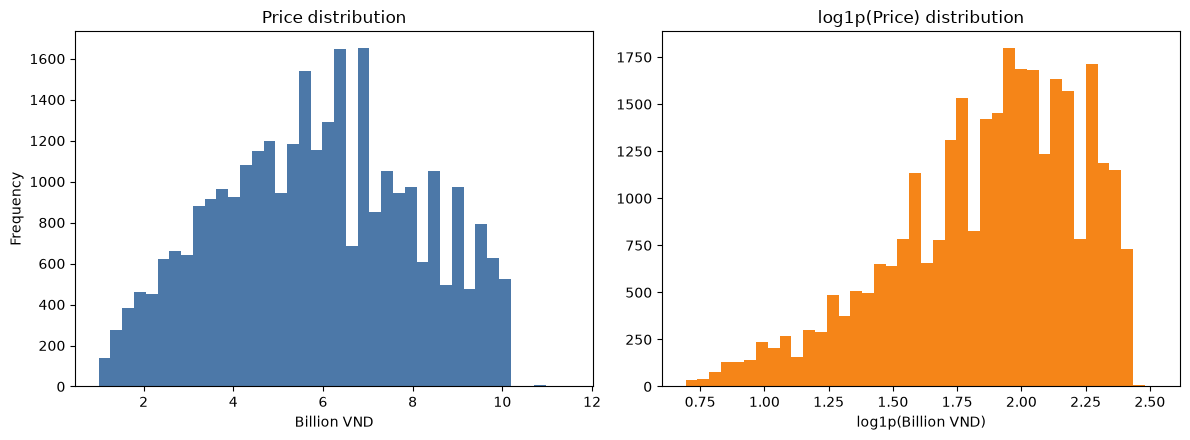 Price distribution
Frequency
1600
1400
1200
1000
800
600
400
200
0
2 4 6 8 10 12
Billion VND
log1p(Price) distribution
1750
1500
1250
1000
750
500
250
0
0.75 1.00 1.25 1.50 1.75 2.00 2.25 2.50
log1p(Billion VND)